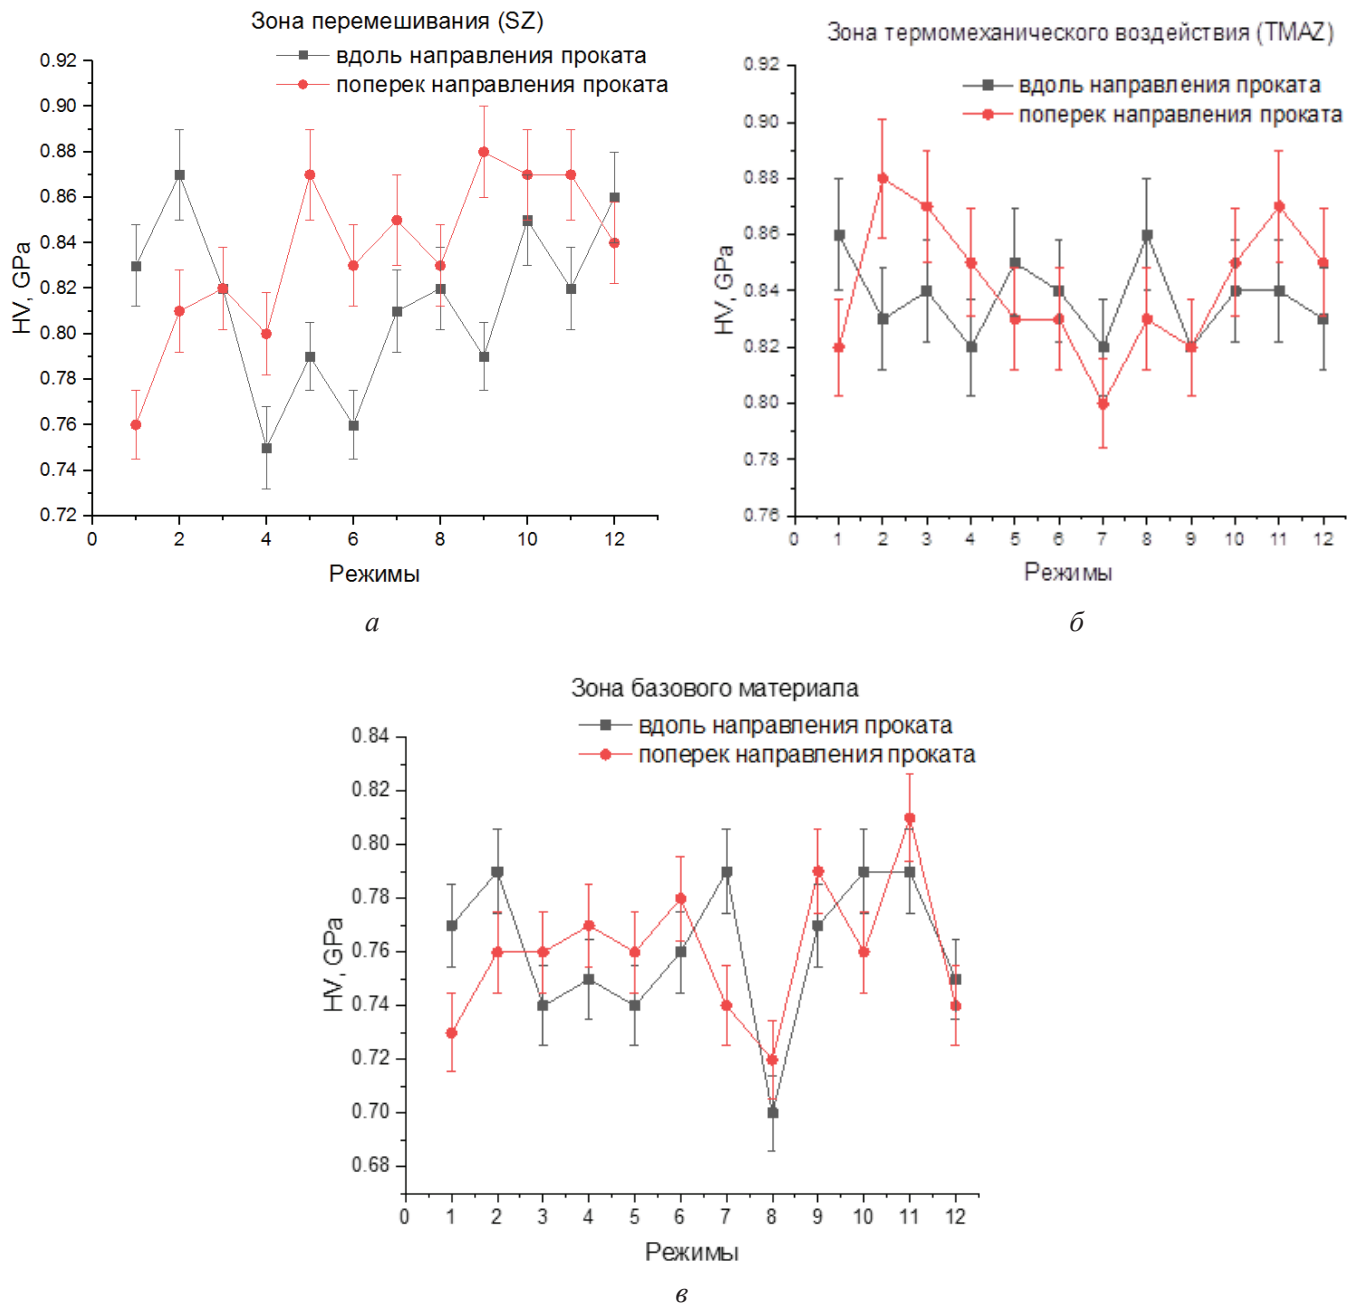 Зона перемешивания (SZ)
вдоль направления проката
поперек направления проката
HV, GPa
0.92
0.90
0.88
0.86
0.84
0.82
0.80
0.78
0.76
0.74
0.72
0 2 4 6 8 10 12
Режимы
а
Зона термомеханического воздействия (TMAZ)
вдоль направления проката
поперек направления проката
HV, GPa
0.92
0.90
0.88
0.86
0.84
0.82
0.80
0.78
0.76
0 1 2 3 4 5 6 7 8 9 10 11 12
Режимы
б
Зона базового материала
вдоль направления проката
поперек направления проката
HV, GPa
0.84
0.82
0.80
0.78
0.76
0.74
0.72
0.70
0.68
0 1 2 3 4 5 6 7 8 9 10 11 12
Режимы
в